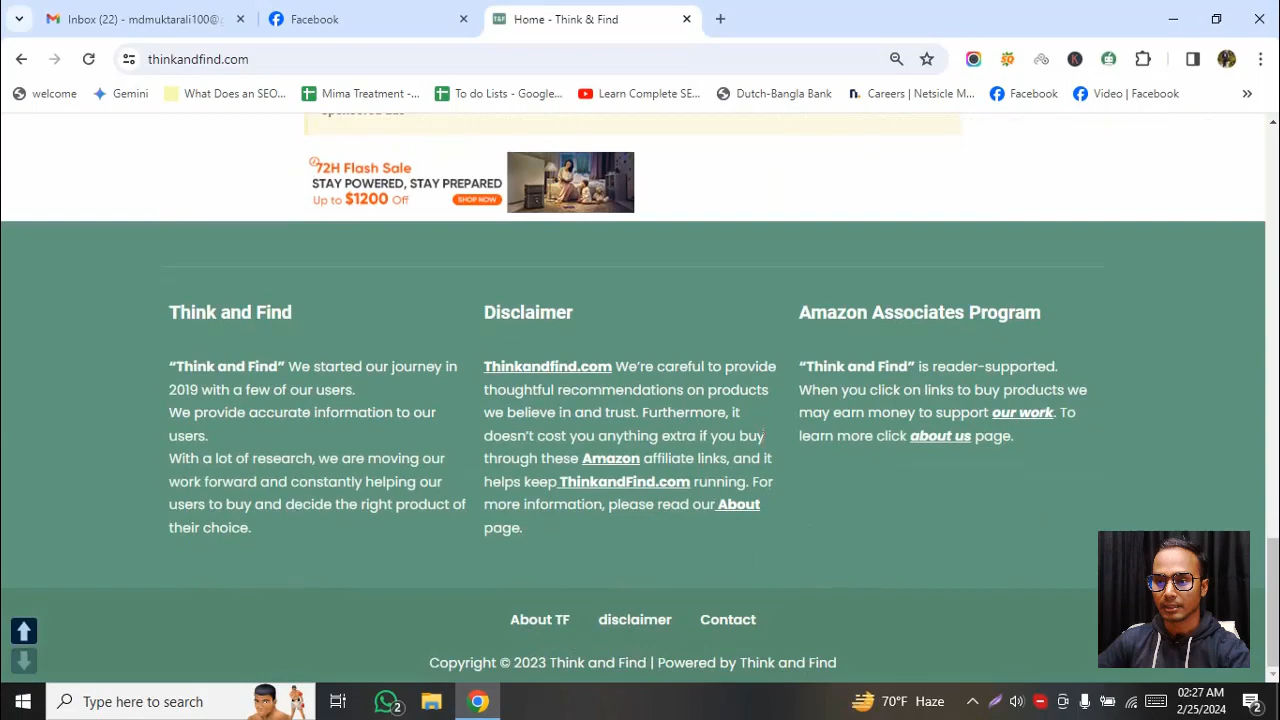 Inbox (22) - mdmuktarali100@g
Facebook
T&F
Home - Think & Find
thinkandfind.com
welcome
Gemini
What Does an SEO...
Mima Treatment -...
To do Lists - Google...
Learn Complete SE...
Dutch-Bangla Bank
Careers | Netsicle M...
Facebook
Video | Facebook
72H Flash Sale
STAY POWERED, STAY PREPARED
Up to $1200 Off
SHOP NOW
Think and Find
“Think and Find” We started our journey in
2019 with a few of our users.
We provide accurate information to our
users.
With a lot of research, we are moving our
work forward and constantly helping our
users to buy and decide the right product of
their choice.
Disclaimer
Thinkandfind.com We’re careful to provide
thoughtful recommendations on products
we believe in and trust. Furthermore, it
doesn’t cost you anything extra if you buy
through these Amazon affiliate links, and it
helps keep ThinkandFind.com running. For
more information, please read our About
page.
Amazon Associates Program
“Think and Find” is reader-supported.
When you click on links to buy products we
may earn money to support our work. To
learn more click about us page.
About TF disclaimer Contact
Copyright © 2023 Think and Find | Powered by Think and Find
Type here to search
2
70°F Haze
02:27 AM
2/25/2024
2